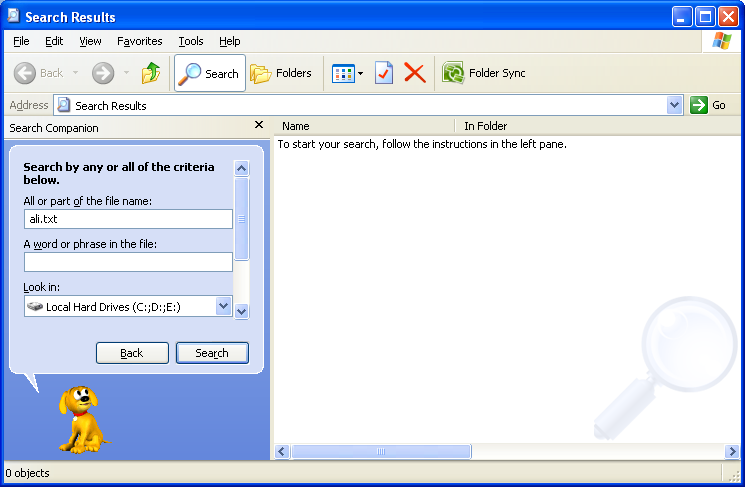 Search Results
File Edit View Favorites Tools Help
Back Search Folders Folder Sync
Address Search Results Go
Search Companion
Name In Folder
To start your search, follow the instructions in the left pane.
Search by any or all of the criteria
below.
All or part of the file name:
ali.txt
A word or phrase in the file:
Look in:
Local Hard Drives (C:;D:;E:)
Back Search
0 objects